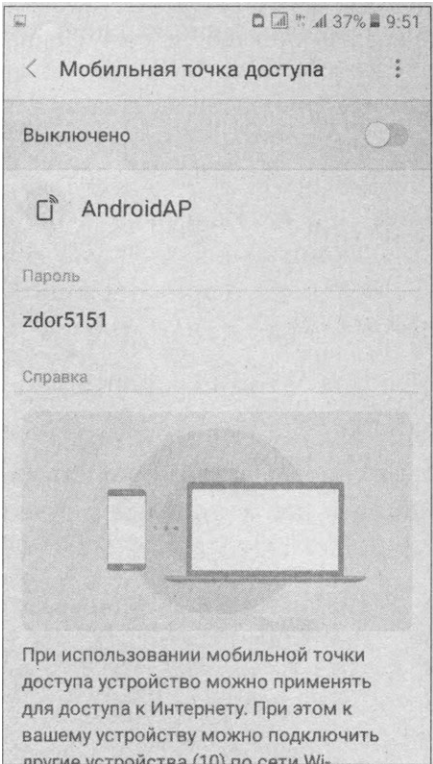 37% 9:51
Мобильная точка доступа
Выключено
AndroidAP
Пароль
zdor5151
Справка
При использовании мобильной точки
доступа устройство можно применять
для доступа к Интернету. При этом к
вашему устройству можно подключить
другие устройства (10) по сети Wi-